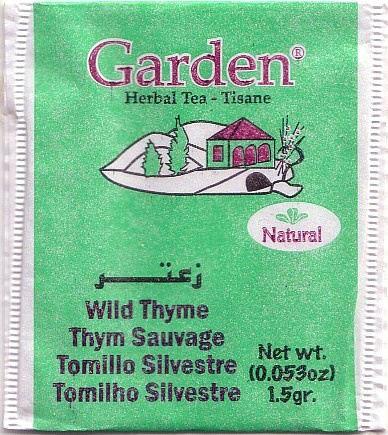 Garden®
Herbal Tea - Tisane
Natural
زعتـــر
Wild Thyme
Thym Sauvage
Tomillo Silvestre
Tomilho Silvestre
Net wt.
(0.053oz)
1.5gr.